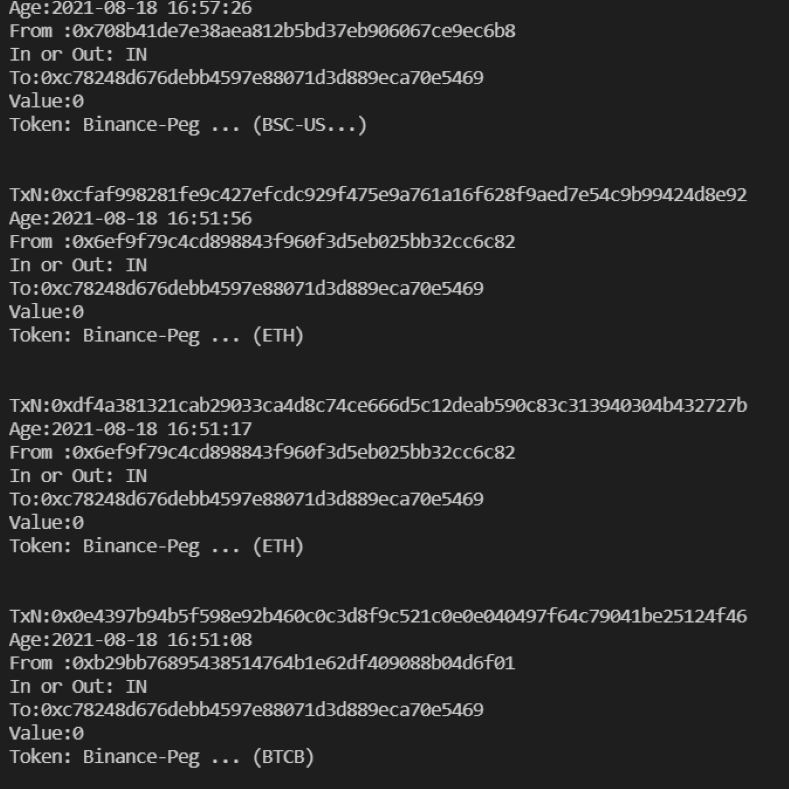 Age:2021-08-18 16:57:26
From :0x708b41de7e38aea812b5bd37eb906067ce9ec6b8
In or Out: IN
To:0xc78248d676debb4597e88071d3d889eca70e5469
Value:0
Token: Binance-Peg ... (BSC-US...)
TxN:0xcfaf998281fe9c427efcdc929f475e9a761a16f628f9aed7e54c9b99424d8e92
Age:2021-08-18 16:51:56
From :0x6ef9f79c4cd898843f960f3d5eb025bb32cc6c82
In or Out: IN
To:0xc78248d676debb4597e88071d3d889eca70e5469
Value:0
Token: Binance-Peg ... (ETH)
TxN:0xdf4a381321cab29033ca4d8c74ce666d5c12deab590c83c313940304b432727b
Age:2021-08-18 16:51:17
From :0x6ef9f79c4cd898843f960f3d5eb025bb32cc6c82
In or Out: IN
To:0xc78248d676debb4597e88071d3d889eca70e5469
Value:0
Token: Binance-Peg ... (ETH)
TxN:0x0e4397b94b5f598e92b460c0c3d8f9c521c0e0e040497f64c79041be25124f46
Age:2021-08-18 16:51:08
From :0xb29bb76895438514764b1e62df409088b04d6f01
In or Out: IN
To:0xc78248d676debb4597e88071d3d889eca70e5469
Value:0
Token: Binance-Peg ... (BTCB)